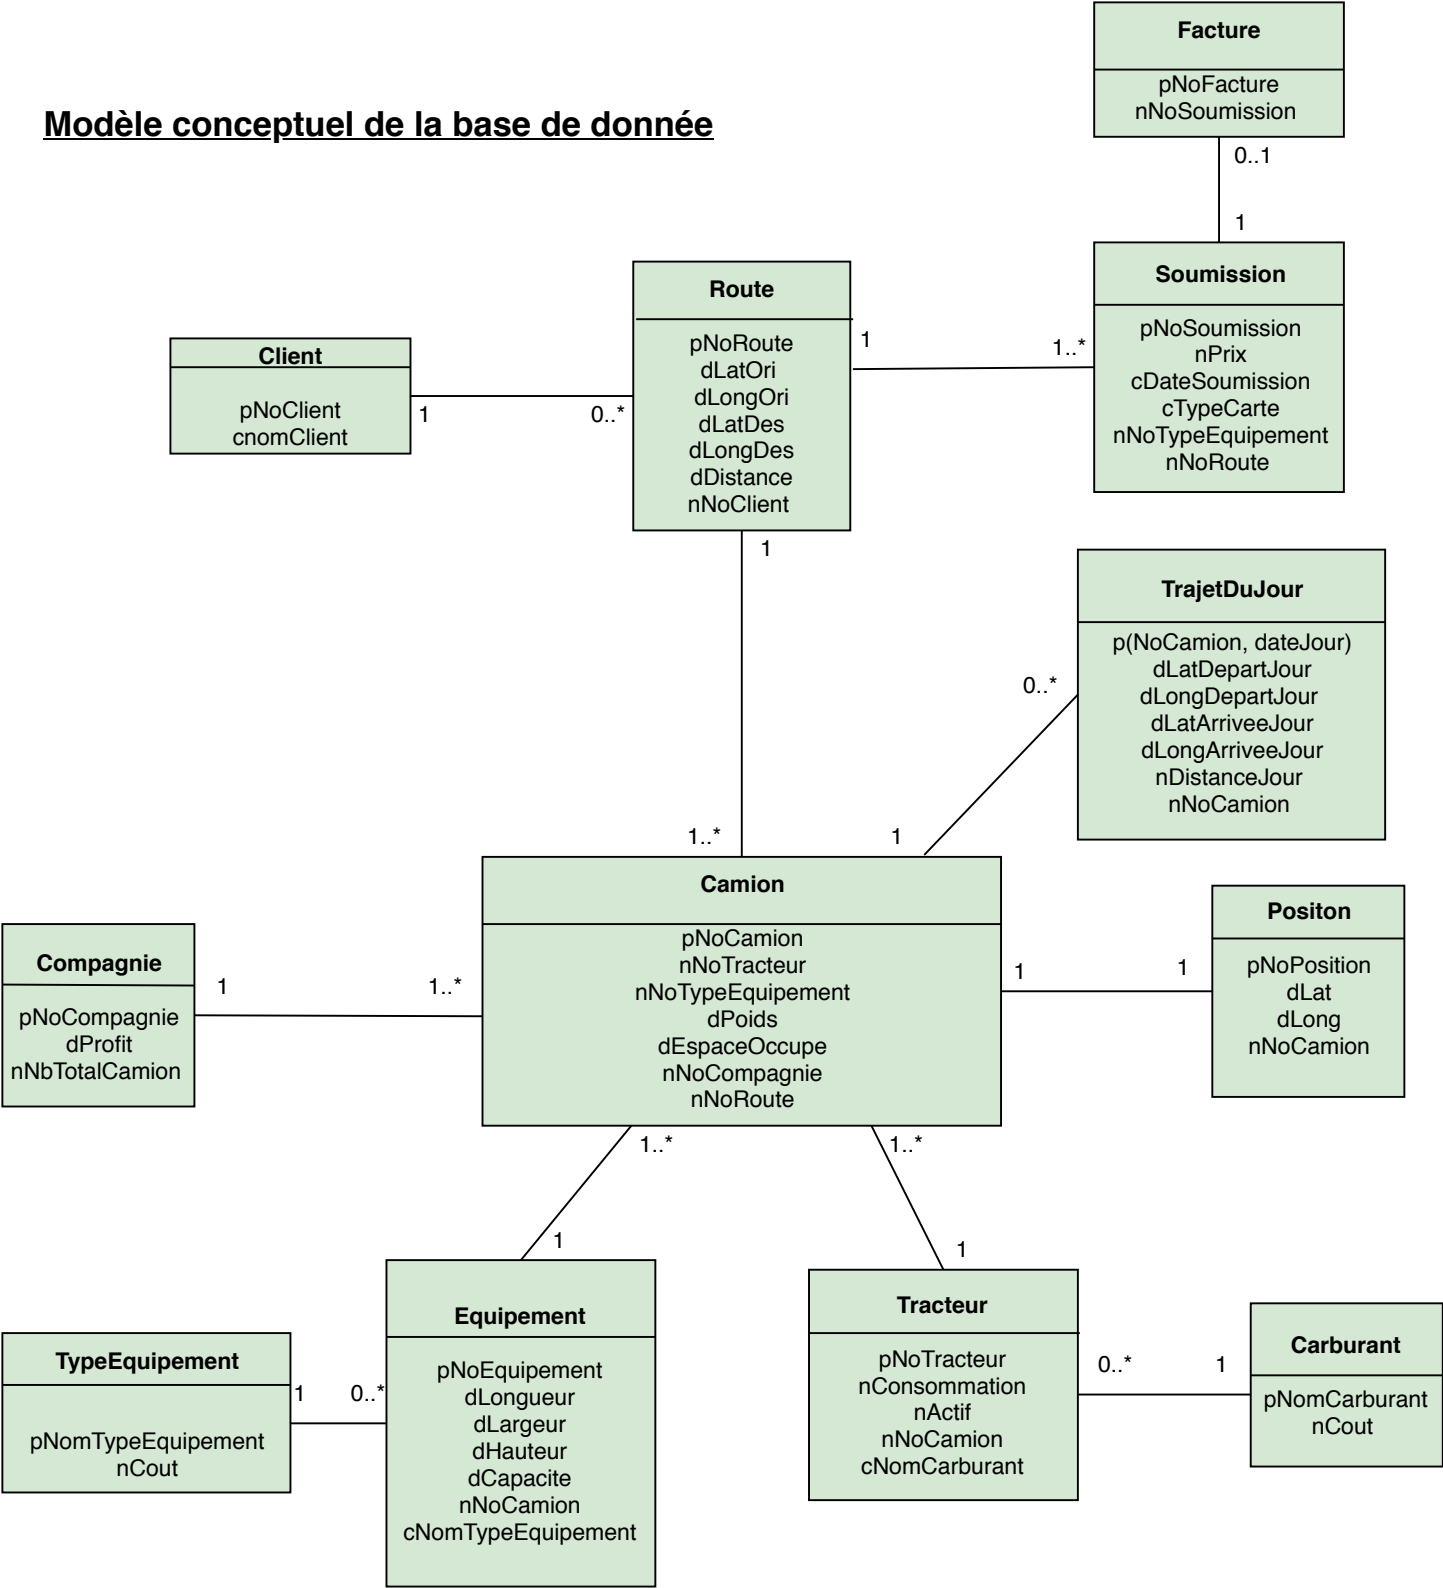 Facture
pNoFacture
nNoSoumission
Modèle conceptuel de la base de donnée
0..1
1
Soumission
pNoSoumission
nPrix
cDateSoumission
cTypeCarte
nNoTypeEquipement
nNoRoute
Route
pNoRoute
dLatOri
dLongOri
dLatDes
dLongDes
dDistance
nNoClient
1
1..*
Client
pNoClient
cnomClient
1
0..*
1
TrajetDuJour
p(NoCamion, dateJour)
dLatDepartJour
dLongDepartJour
dLatArriveeJour
dLongArriveeJour
nDistanceJour
nNoCamion
0..*
1..*
1
Camion
pNoCamion
nNoTracteur
nNoTypeEquipement
dPoids
dEspaceOccupe
nNoCompagnie
nNoRoute
Positon
pNoPosition
dLat
dLong
nNoCamion
1
1
Compagnie
pNoCompagnie
dProfit
nNbTotalCamion
1
1..*
1..*
1..*
1
1
Equipement
pNoEquipement
dLongueur
dLargeur
dHauteur
dCapacite
nNoCamion
cNomTypeEquipement
TypeEquipement
pNomTypeEquipement
nCout
1
0..*
Tracteur
pNoTracteur
nConsommation
nActif
nNoCamion
cNomCarburant
0..*
1
Carburant
pNomCarburant
nCout